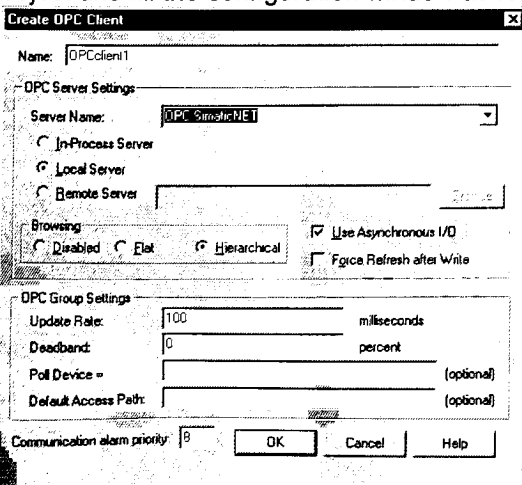 Create OPC Client
Name: OPCclient1
OPC Server Settings
Server Name: OPC.SimaticNET
In-Process Server
Local Server
Remote Server
Browsing
Disabled Flat Hierarchical
Use Asynchronous I/O
Force Refresh after Write
OPC Group Settings
Update Rate: 100 milliseconds
Deadband: 0 percent
Poll Device = (optional)
Default Access Path: (optional)
Communication alarm priority: 8 OK Cancel Help